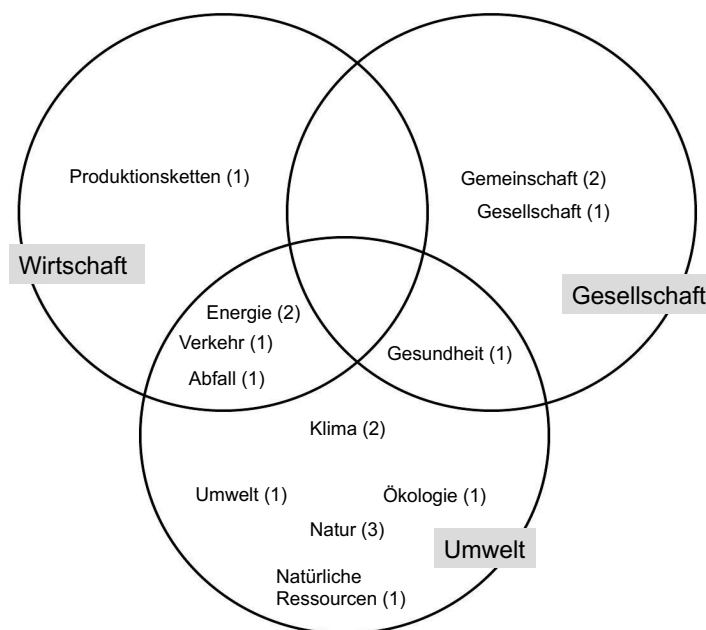 Produktionsketten (1)
Gemeinschaft (2)
Gesellschaft (1)
Wirtschaft
Gesellschaft
Energie (2)
Verkehr (1)
Gesundheit (1)
Abfall (1)
Klima (2)
Umwelt (1)
Ökologie (1)
Natur (3)
Umwelt
Natürliche
Ressourcen (1)